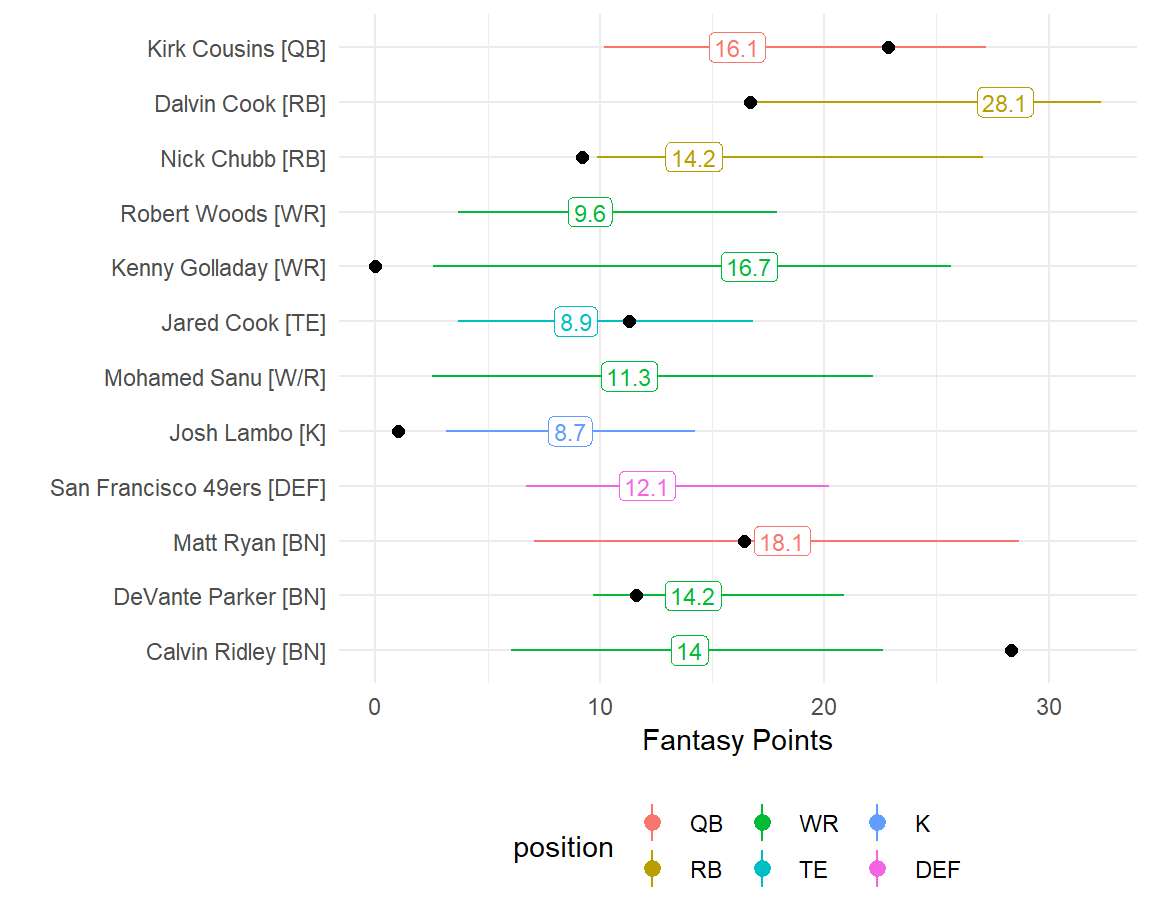 Kirk Cousins [QB] 16.1
Dalvin Cook [RB] 28.1
Nick Chubb [RB] 14.2
Robert Woods [WR] 9.6
Kenny Golladay [WR] 16.7
Jared Cook [TE] 8.9
Mohamed Sanu [W/R] 11.3
Josh Lambo [K] 8.7
San Francisco 49ers [DEF] 12.1
Matt Ryan [BN] 18.1
DeVante Parker [BN] 14.2
Calvin Ridley [BN] 14
0 10 20 30
Fantasy Points
position
QB WR K
RB TE DEF